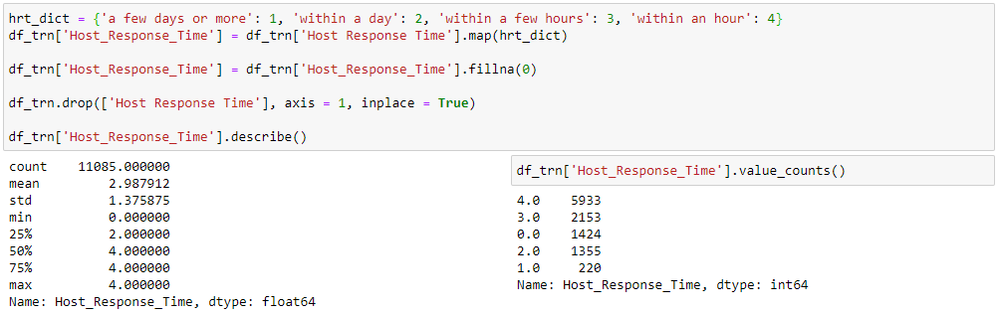 hrt_dict = {'a few days or more': 1, 'within a day': 2, 'within a few hours': 3, 'within an hour': 4}
df_trn['Host_Response_Time'] = df_trn['Host Response Time'].map(hrt_dict)
df_trn['Host_Response_Time'] = df_trn['Host_Response_Time'].fillna(0)
df_trn.drop(['Host Response Time'], axis = 1, inplace = True)
df_trn['Host_Response_Time'].describe()
count    11085.000000
mean         2.987912
std          1.375875
min          0.000000
25%          2.000000
50%          4.000000
75%          4.000000
max          4.000000
Name: Host_Response_Time, dtype: float64
df_trn['Host_Response_Time'].value_counts()
4.0    5933
3.0    2153
0.0    1424
2.0    1355
1.0     220
Name: Host_Response_Time, dtype: int64